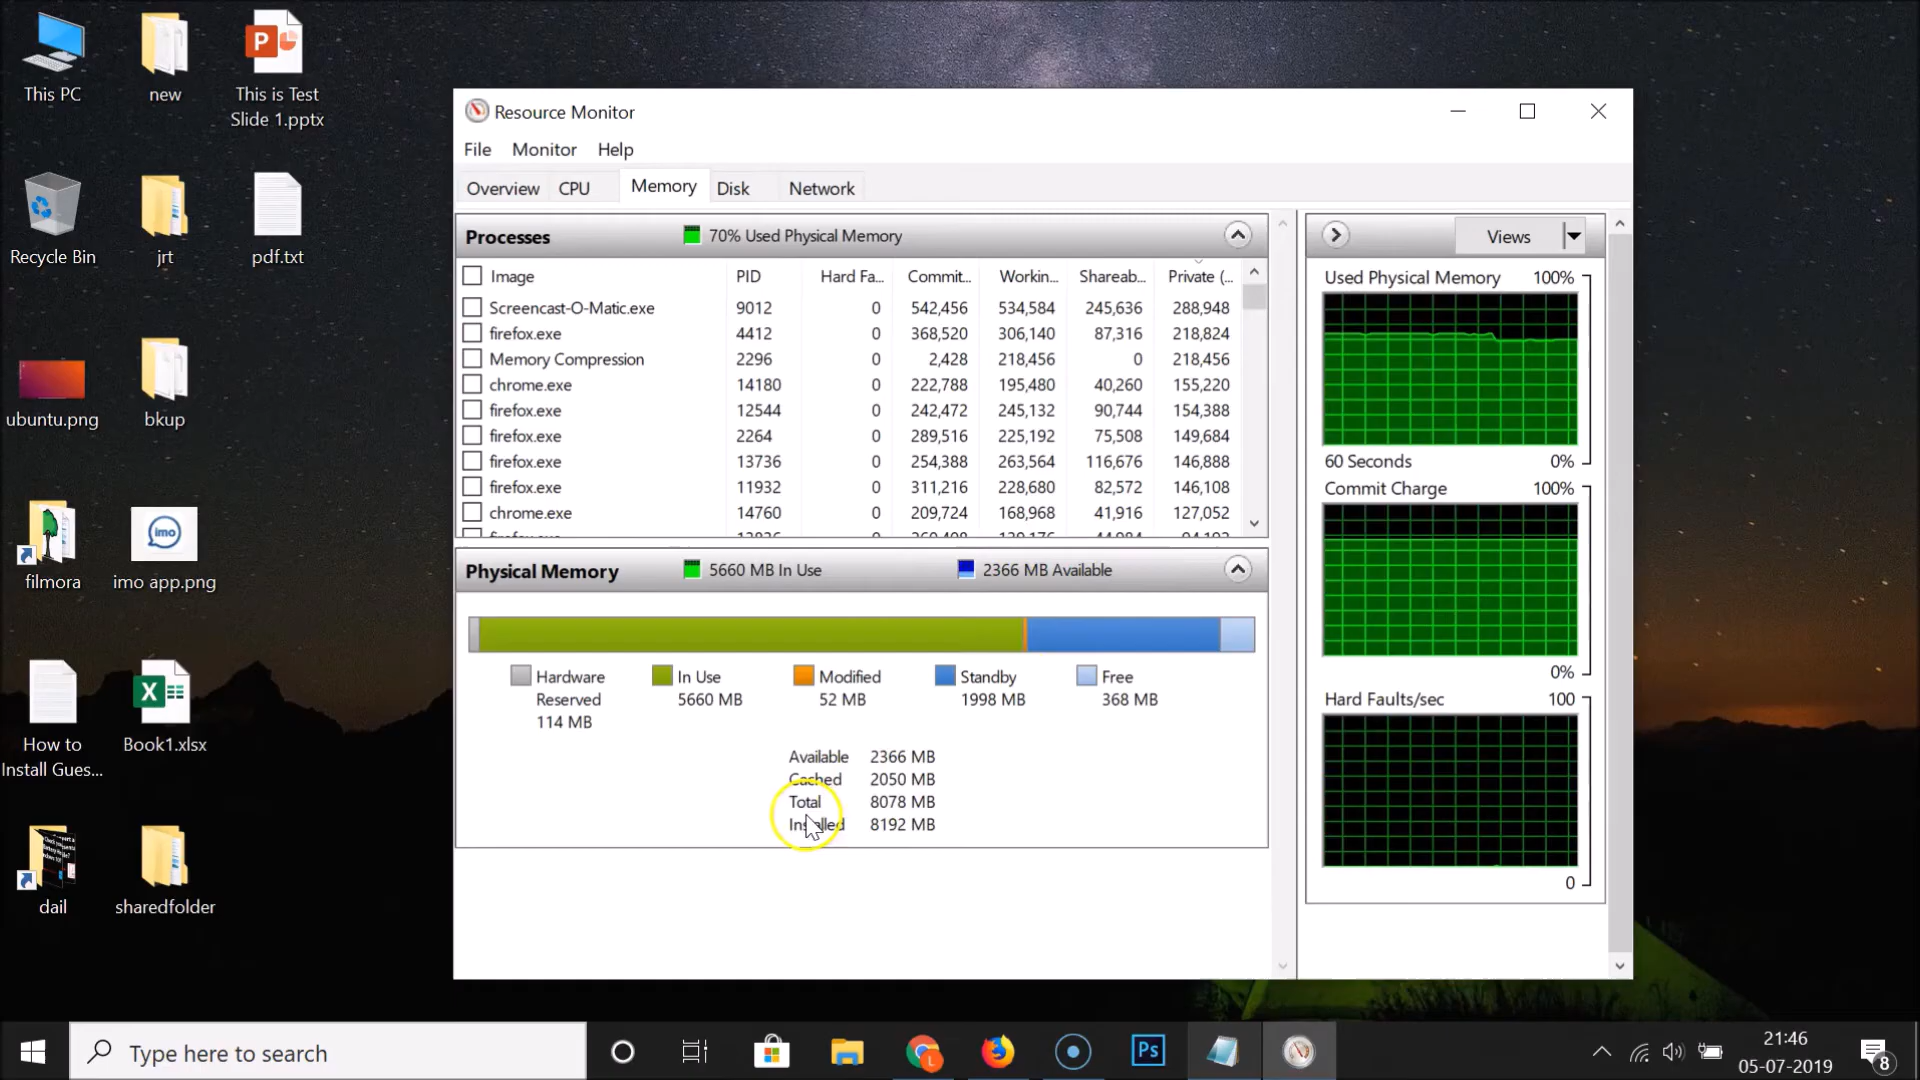 This PC
new
This is Test
Slide 1.pptx
Recycle Bin
jrt
pdf.txt
ubuntu.png
bkup
filmora
imo
imo app.png
How to
Install Gues...
Book1.xlsx
dail
sharedfolder
Resource Monitor
File Monitor Help
Overview CPU Memory Disk Network
Processes 70% Used Physical Memory
Image PID Hard Fa... Commit... Workin... Shareab... Private (...
Screencast-O-Matic.exe 9012 0 542,456 534,584 245,636 288,948
firefox.exe 4412 0 368,520 306,140 87,316 218,824
Memory Compression 2296 0 2,428 218,456 0 218,456
chrome.exe 14180 0 222,788 195,480 40,260 155,220
firefox.exe 12544 0 242,472 245,132 90,744 154,388
firefox.exe 2264 0 289,516 225,192 75,508 149,684
firefox.exe 13736 0 254,388 263,564 116,676 146,888
firefox.exe 11932 0 311,216 228,680 82,572 146,108
chrome.exe 14760 0 209,724 168,968 41,916 127,052
Physical Memory 5660 MB In Use 2366 MB Available
Hardware
Reserved
114 MB
In Use
5660 MB
Modified
52 MB
Standby
1998 MB
Free
368 MB
Available 2366 MB
Cached 2050 MB
Total 8078 MB
Installed 8192 MB
Views
Used Physical Memory 100%
60 Seconds 0%
Commit Charge 100%
0%
Hard Faults/sec 100
0
Type here to search
L
Ps
21:46
05-07-2019
8